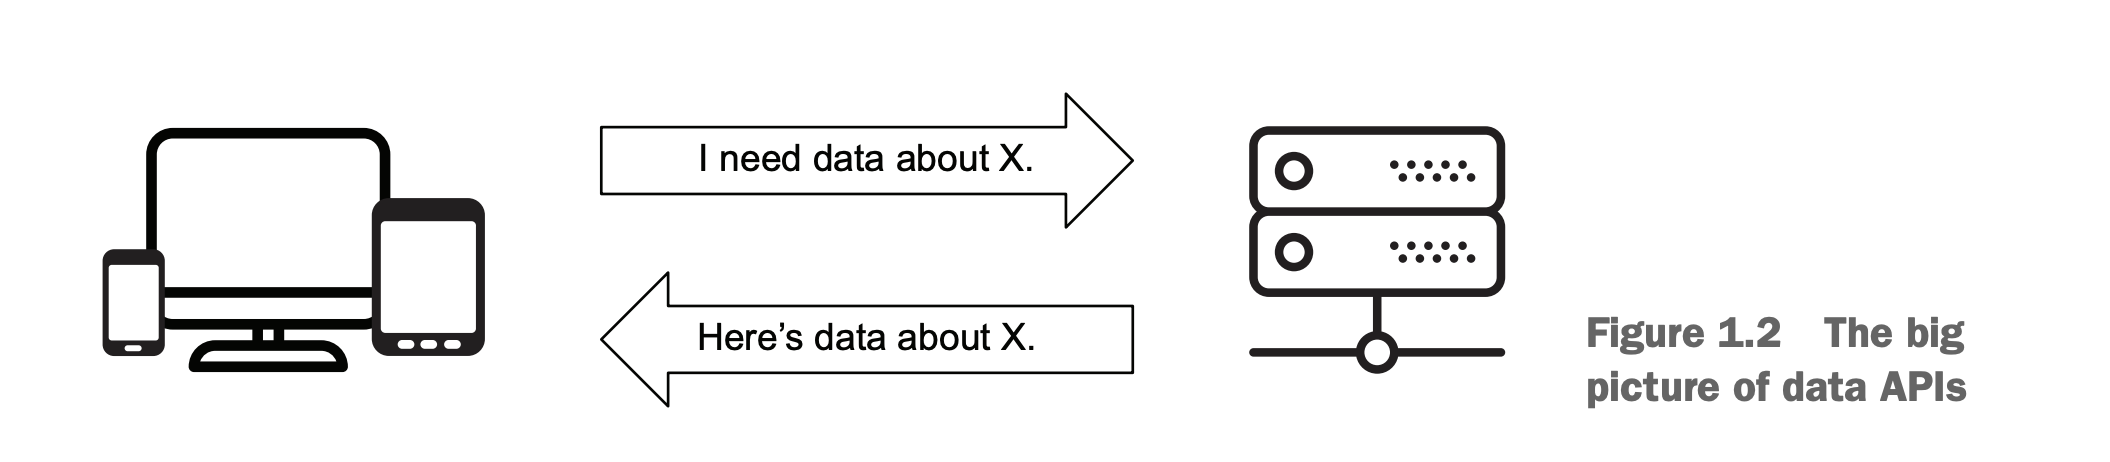 I need data about X.
Here’s data about X.
Figure 1.2 The big
picture of data APIs